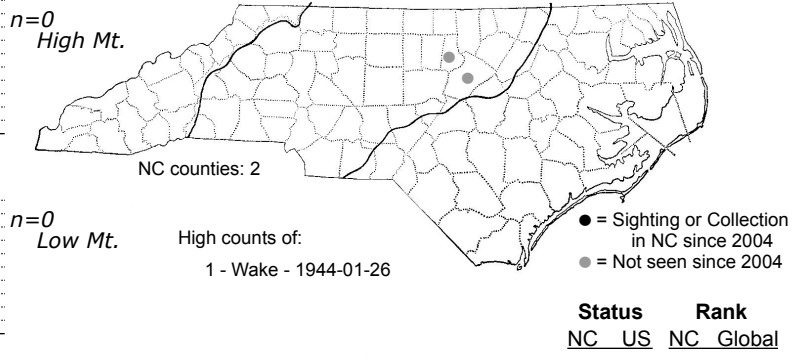 n=0
High Mt.
NC counties: 2
n=0
Low Mt.
High counts of:
1 - Wake - 1944-01-26
● = Sighting or Collection
in NC since 2004
● = Not seen since 2004
Status Rank
NC US NC Global